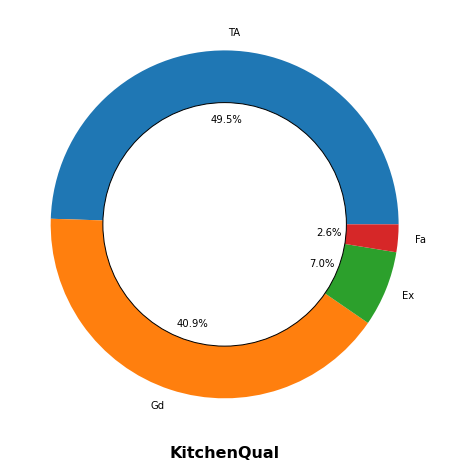 TA
49.5%
2.6%
Fa
7.0%
Ex
40.9%
Gd
KitchenQual